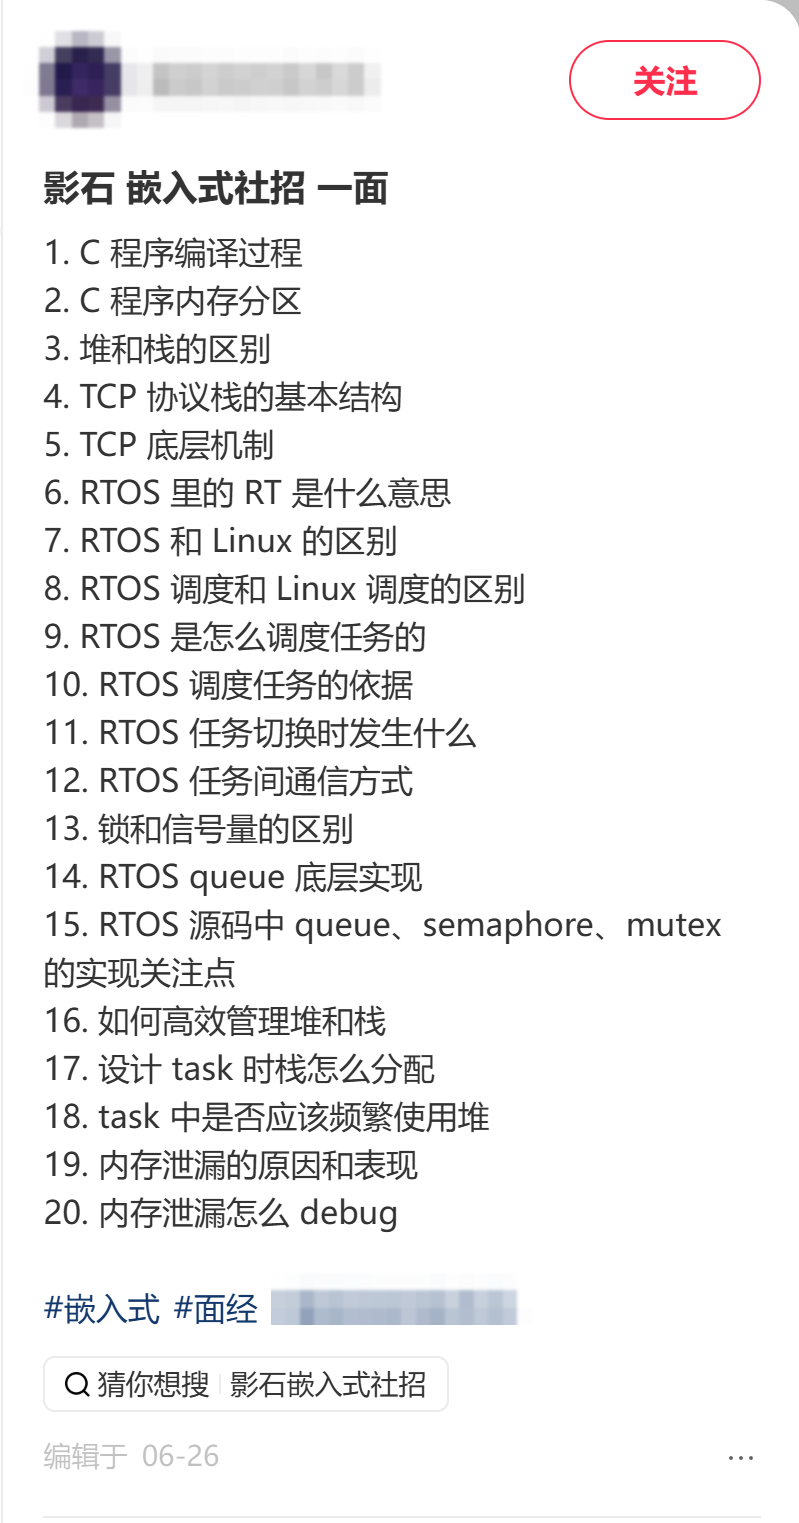 关注
影石 嵌入式社招 一面
1. C 程序编译过程
2. C 程序内存分区
3. 堆和栈的区别
4. TCP 协议栈的基本结构
5. TCP 底层机制
6. RTOS 里的 RT 是什么意思
7. RTOS 和 Linux 的区别
8. RTOS 调度和 Linux 调度的区别
9. RTOS 是怎么调度任务的
10. RTOS 调度任务的依据
11. RTOS 任务切换时发生什么
12. RTOS 任务间通信方式
13. 锁和信号量的区别
14. RTOS queue 底层实现
15. RTOS 源码中 queue、semaphore、mutex
的实现关注点
16. 如何高效管理堆和栈
17. 设计 task 时栈怎么分配
18. task 中是否应该频繁使用堆
19. 内存泄漏的原因和表现
20. 内存泄漏怎么 debug
#嵌入式 #面经
猜你想搜 影石嵌入式社招
编辑于 06-26